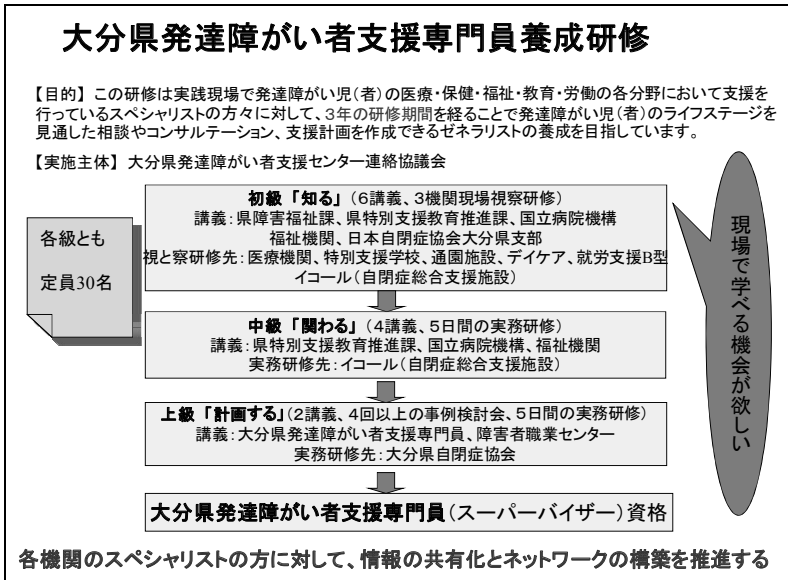 大分県発達障がい者支援専門員養成研修
【目的】 この研修は実践現場で発達障がい児(者)の医療・保健・福祉・教育・労働の各分野において支援を
行っているスペシャリストの方々に対して、3年の研修期間を経ることで発達障がい児(者)のライフステージを
見通した相談やコンサルテーション、支援計画を作成できるゼネラリストの養成を目指しています。
【実施主体】 大分県発達障がい者支援センター連絡協議会
各級とも
定員30名
初級「知る」(6講義、3機関現場視察研修)
講義:県障害福祉課、県特別支援教育推進課、国立病院機構
福祉機関、日本自閉症協会大分県支部
視と察研修先:医療機関、特別支援学校、通園施設、デイケア、就労支援B型
イコール(自閉症総合支援施設)
中級「関わる」(4講義、5日間の実務研修)
講義:県特別支援教育推進課、国立病院機構、福祉機関
実務研修先:イコール(自閉症総合支援施設)
上級「計画する」(2講義、4回以上の事例検討会、5日間の実務研修)
講義:大分県発達障がい者支援専門員、障害者職業センター
実務研修先:大分県自閉症協会
大分県発達障がい者支援専門員(スーパーバイザー)資格
現場で学べる機会が欲しい
各機関のスペシャリストの方に対して、情報の共有化とネットワークの構築を推進する